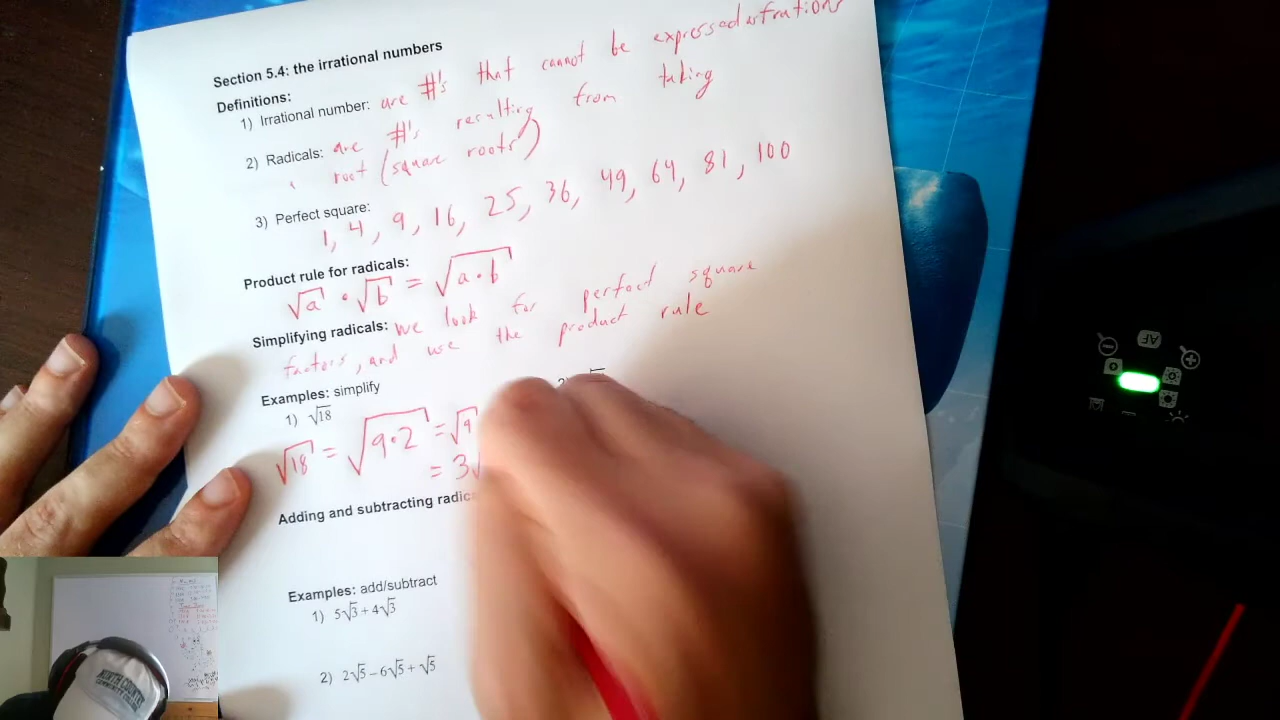 Section 5.4: the irrational numbers
Definitions:
1) Irrational number: are #'s that cannot be expressed as fractions
2) Radicals: are #'s resulting from taking
root (square roots)
3) Perfect square:
1, 4, 9, 16, 25, 36, 49, 64, 81, 100
Product rule for radicals:
√a · √b = √a·b
Simplifying radicals: we look for perfect square
factors, and use the product rule
Examples: simplify
1) √18
√18 = √9·2 = √9
= 3√
Adding and subtracting
Examples: add/subtract
1) 5√3 + 4√3
2) 2√5 − 6√5 + √5
AF